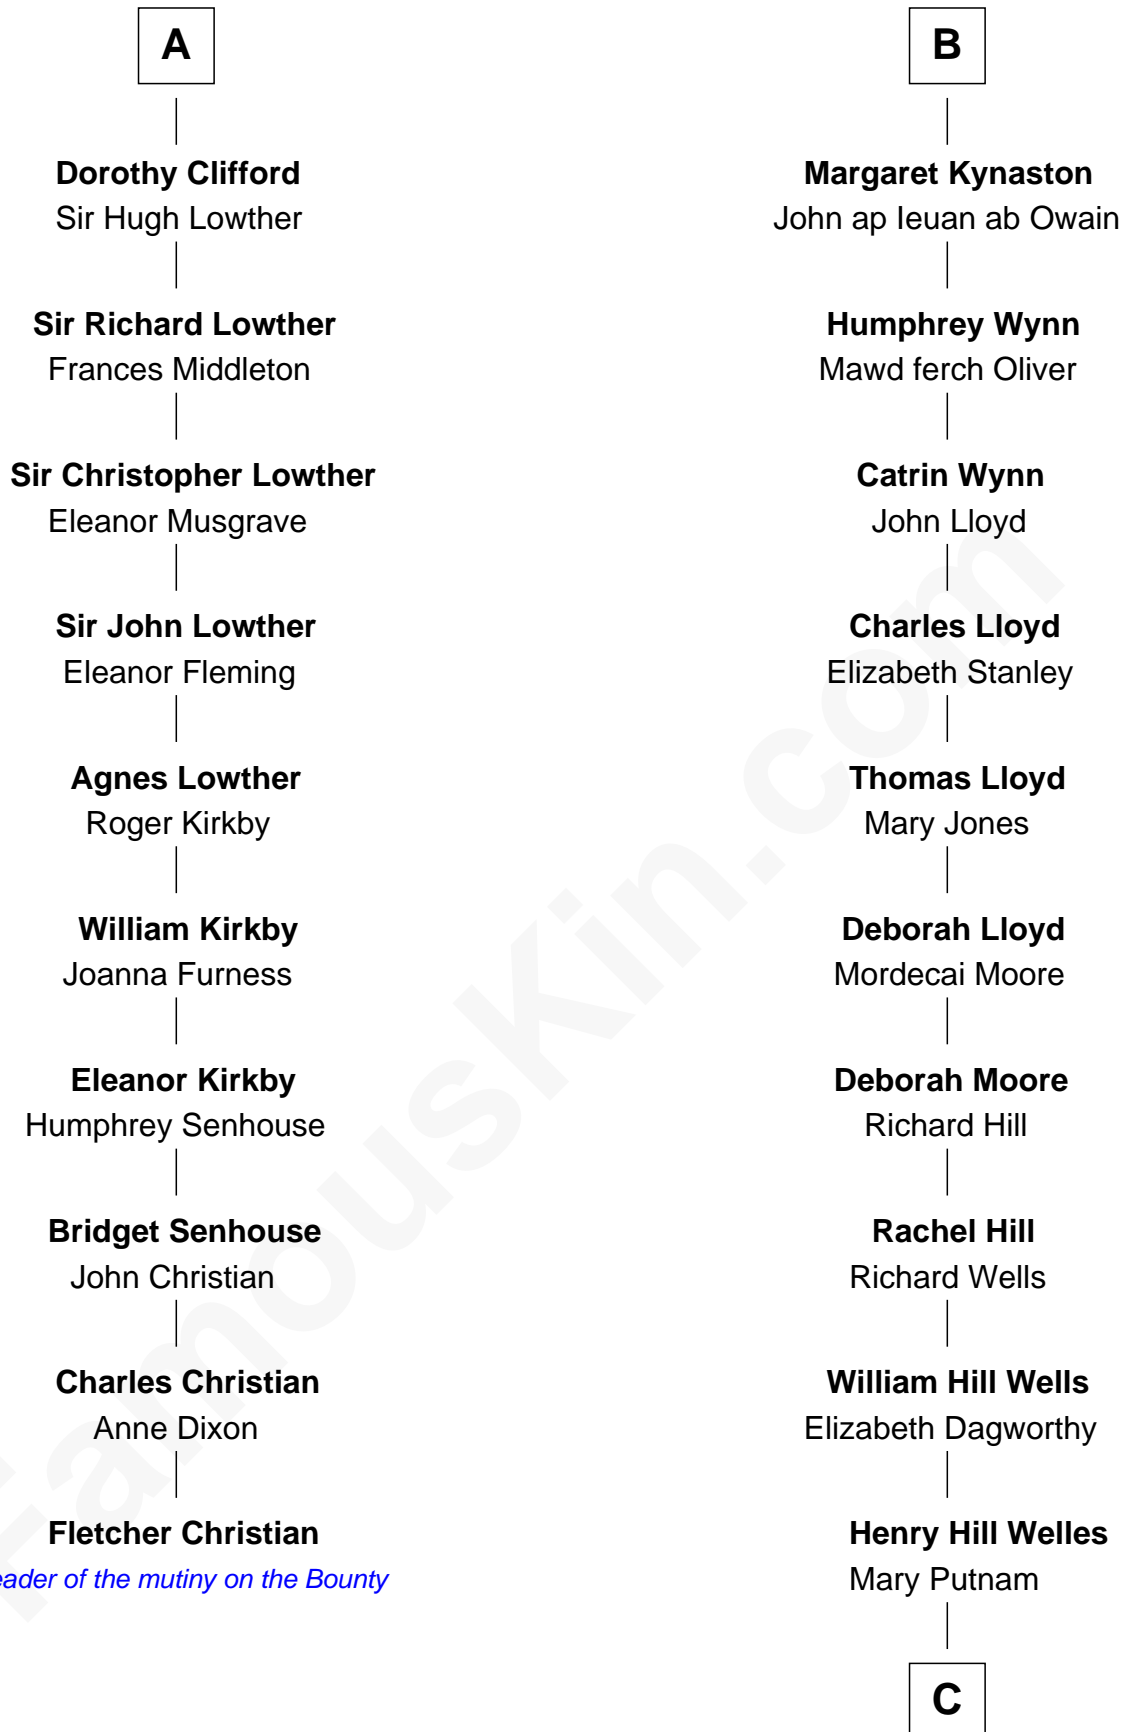 A
Dorothy Clifford
Sir Hugh Lowther
Sir Richard Lowther
Frances Middleton
Sir Christopher Lowther
Eleanor Musgrave
Sir John Lowther
Eleanor Fleming
Agnes Lowther
Roger Kirkby
William Kirkby
Joanna Furness
Eleanor Kirkby
Humphrey Senhouse
Bridget Senhouse
John Christian
Charles Christian
Anne Dixon
Fletcher Christian
eader of the mutiny on the Bounty
B
Margaret Kynaston
John ap Ieuan ab Owain
Humphrey Wynn
Mawd ferch Oliver
Catrin Wynn
John Lloyd
Charles Lloyd
Elizabeth Stanley
Thomas Lloyd
Mary Jones
Deborah Lloyd
Mordecai Moore
Deborah Moore
Richard Hill
Rachel Hill
Richard Wells
William Hill Wells
Elizabeth Dagworthy
Henry Hill Welles
Mary Putnam
C
FamousKin.com